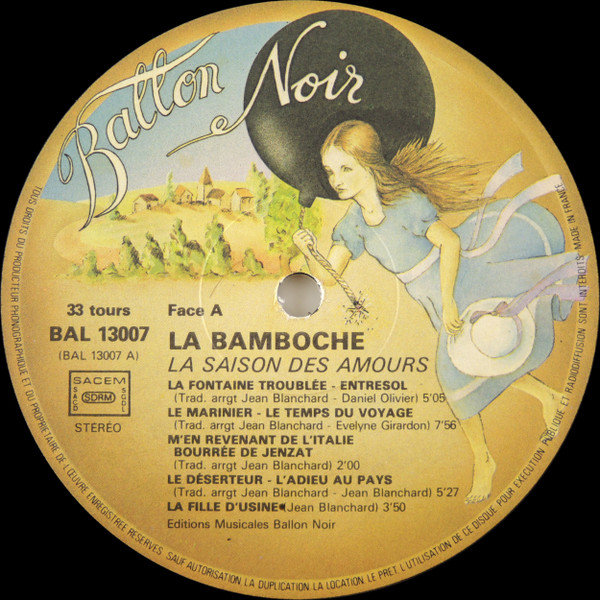 Ballon Noir
33 tours
Face A
BAL 13007
(BAL 13007 A)
LA BAMBOCHE
LA SAISON DES AMOURS
SACEM
SACD
SDRM
SGDL
STÉRÉO
LA FONTAINE TROUBLÉE - ENTRESOL
(Trad. arrgt Jean Blanchard - Daniel Olivier) 5'05
LE MARINIER - LE TEMPS DU VOYAGE
(Trad. arrgt Jean Blanchard - Evelyne Girardon) 7'56
M'EN REVENANT DE L'ITALIE
BOURRÉE DE JENZAT
(Trad. arrgt Jean Blanchard) 2'00
LE DÉSERTEUR - L'ADIEU AU PAYS
(Trad. arrgt Jean Blanchard - Jean Blanchard) 5'27
LA FILLE D'USINE (Jean Blanchard) 3'50
Editions Musicales Ballon Noir
TOUS DROITS DU PRODUCTEUR PHONOGRAPHIQUE ET DU PROPRIETAIRE DE L'ŒUVRE ENREGISTREE RESERVES SAUF AUTORISATION LA DUPLICATION LA LOCATION LE PRET L'UTILISATION DE CE DISQUE POUR EXECUTION PUBLIQUE ET RADIODIFFUSION SONT INTERDITS MADE IN FRANCE